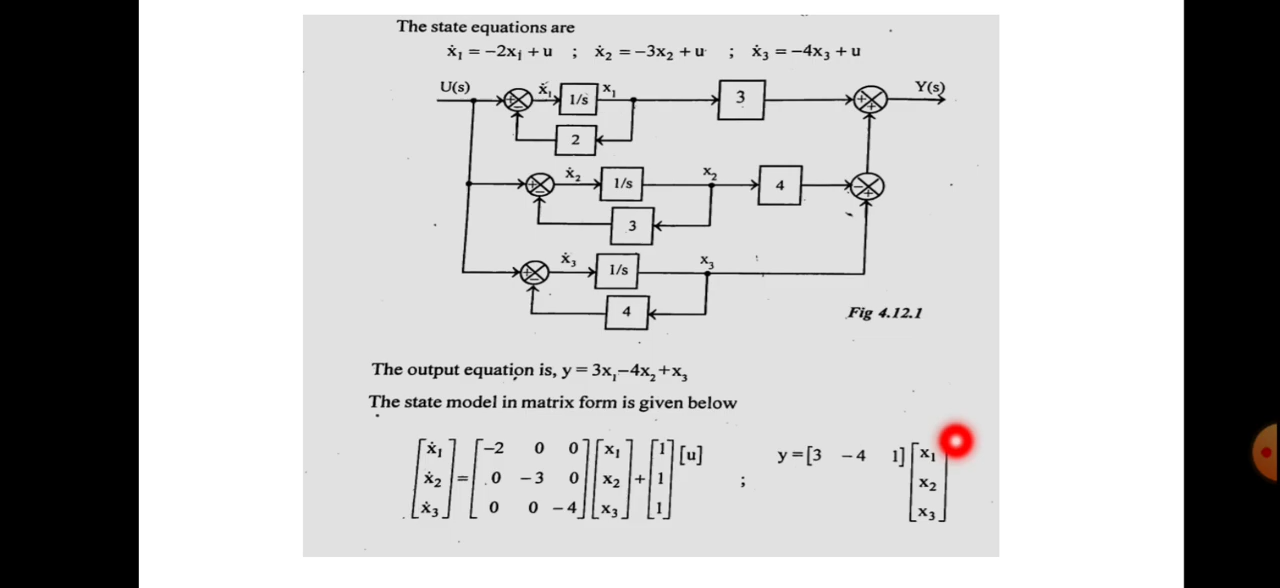 The state equations are
ẋ₁ = −2x₁ + u ; ẋ₂ = −3x₂ + u ; ẋ₃ = −4x₃ + u
U(s) ẋ₁ 1/s x₁ 3 Y(s)
2
ẋ₂ 1/s x₂ 4
3
ẋ₃ 1/s x₃
4
Fig 4.12.1
The output equation is, y = 3x₁−4x₂+x₃
The state model in matrix form is given below
[ẋ₁] [−2 0 0] [x₁] [1] [u] y = [3 −4 1] [x₁]
[ẋ₂] = [0 −3 0] [x₂] + [1] ; [x₂]
[ẋ₃] [0 0 −4] [x₃] [1] [x₃]